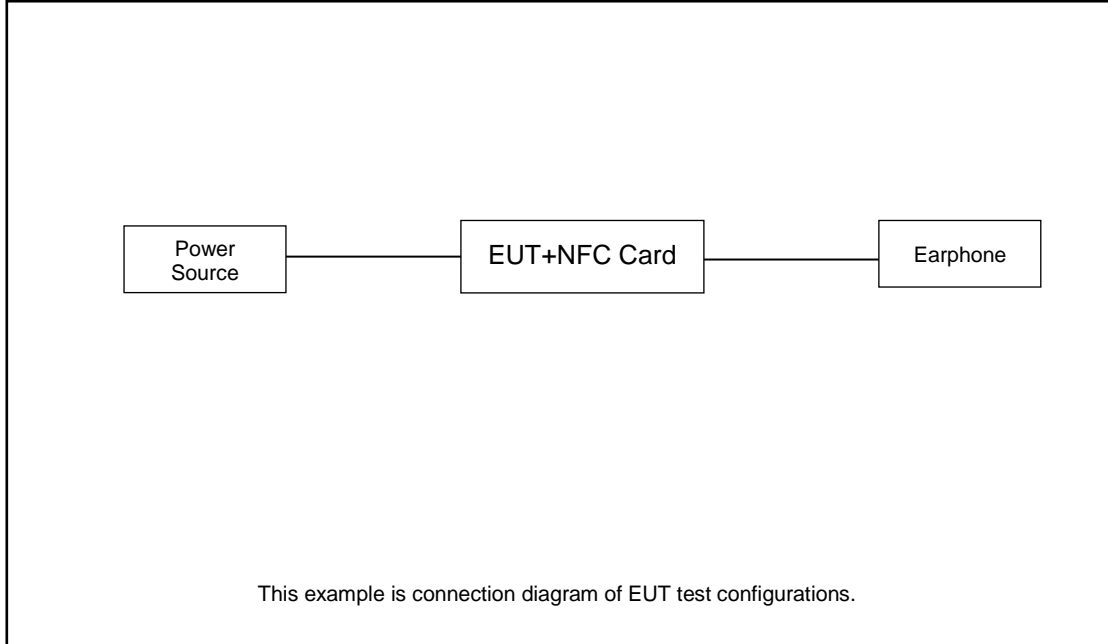 Power
Source
EUT+NFC Card
Earphone
This example is connection diagram of EUT test configurations.